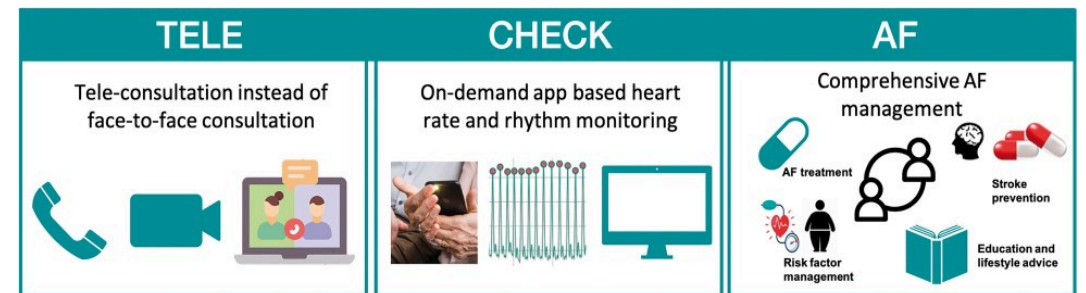 TELE
Tele-consultation instead of
face-to-face consultation
CHECK
On-demand app based heart
rate and rhythm monitoring
AF
Comprehensive AF
management
AF treatment
Stroke
prevention
Risk factor
management
Education and
lifestyle advice